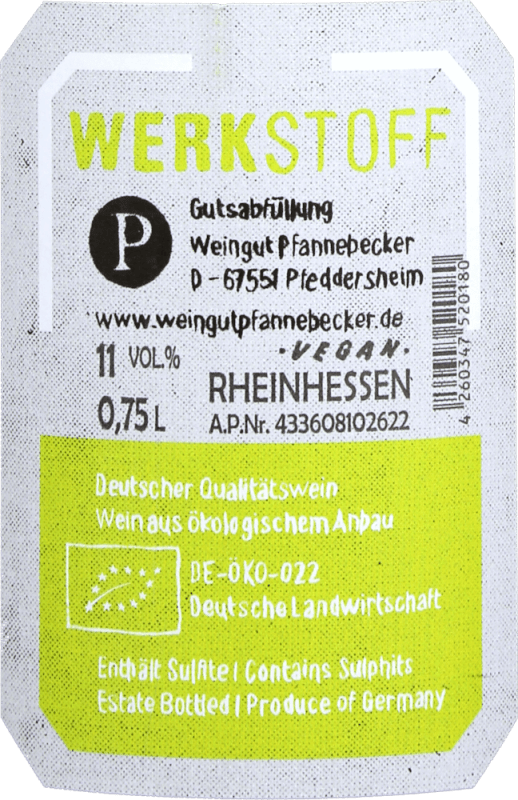 WERKSTOFF
P
Gutsabfüllung
Weingut Pfannebecker
D-67551 Pfeddersheim
www.weingutpfannebecker.de
11 VOL.%
• VEGAN •
0,75 L
RHEINHESSEN
A.P.Nr. 433608102622
4 260347 520180
Deutscher Qualitätswein
Wein aus ökologischem Anbau
DE-ÖKO-022
Deutsche Landwirtschaft
Enthält Sulfite | Contains Sulphits
Estate Bottled | Produce of Germany